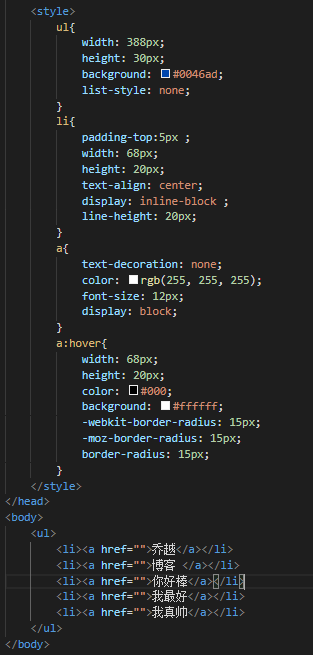 <style>
ul{
width: 388px;
height: 30px;
background: #0046ad;
list-style: none;
}
li{
padding-top:5px ;
width: 68px;
height: 20px;
text-align: center;
display: inline-block ;
line-height: 20px;
}
a{
text-decoration: none;
color: rgb(255, 255, 255);
font-size: 12px;
display: block;
}
a:hover{
width: 68px;
height: 20px;
color: #000;
background: #ffffff;
-webkit-border-radius: 15px;
-moz-border-radius: 15px;
border-radius: 15px;
}
</style>
</head>
<body>
<ul>
<li><a href="">乔越</a></li>
<li><a href="">博客 </a></li>
<li><a href="">你好棒</a></li>
<li><a href="">我最好</a></li>
<li><a href="">我真帅</a></li>
</ul>
</body>